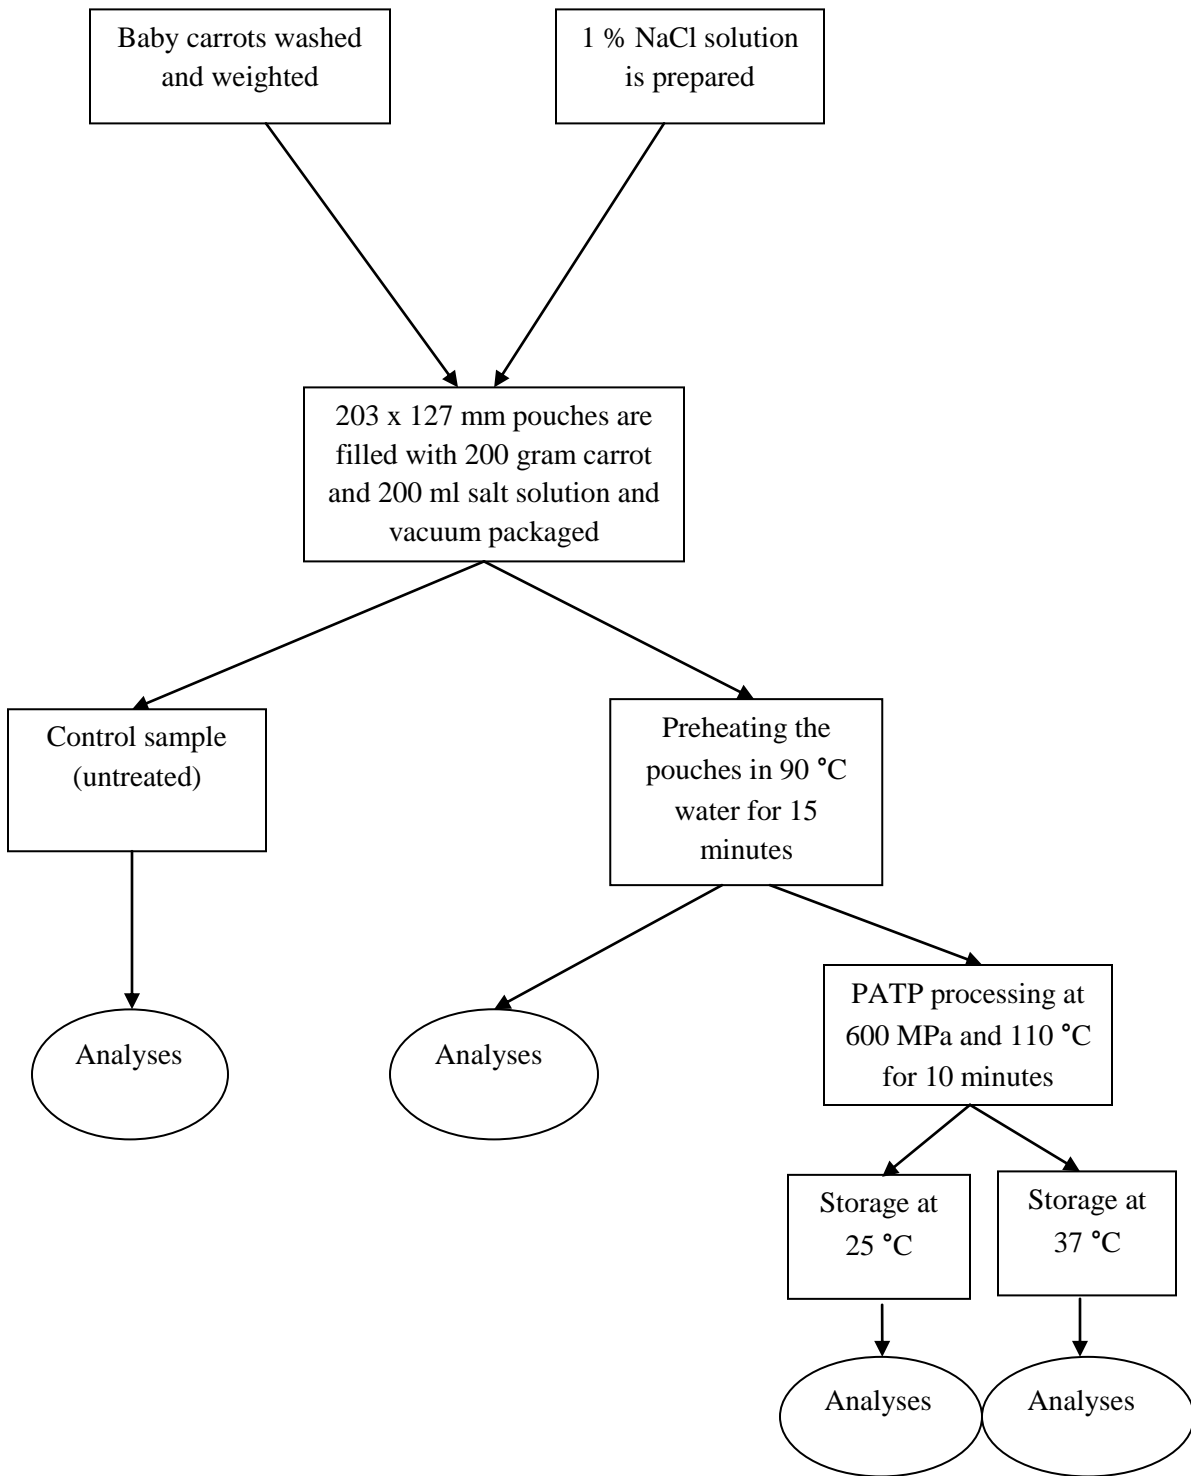 Baby carrots washed
and weighted
1 % NaCl solution
is prepared
203 x 127 mm pouches are
filled with 200 gram carrot
and 200 ml salt solution and
vacuum packaged
Control sample
(untreated)
Preheating the
pouches in 90 °C
water for 15
minutes
Analyses
Analyses
PATP processing at
600 MPa and 110 °C
for 10 minutes
Storage at
25 °C
Storage at
37 °C
Analyses
Analyses